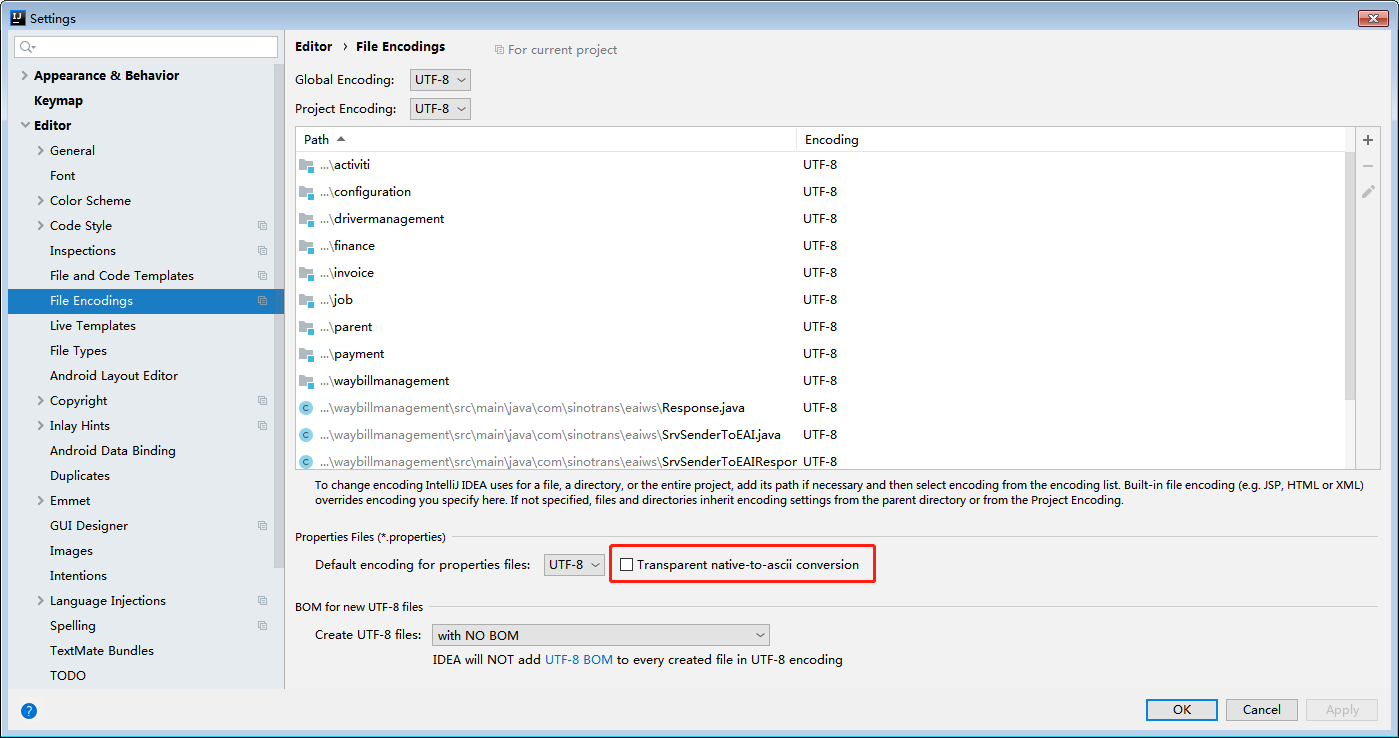 Settings
Appearance & Behavior
Keymap
Editor
General
Font
Color Scheme
Code Style
Inspections
File and Code Templates
File Encodings
Live Templates
File Types
Android Layout Editor
Copyright
Inlay Hints
Android Data Binding
Duplicates
Emmet
GUI Designer
Images
Intentions
Language Injections
Spelling
TextMate Bundles
TODO
?
Editor › File Encodings For current project
Global Encoding: UTF-8
Project Encoding: UTF-8
Path Encoding
...\activiti UTF-8
...\configuration UTF-8
...\drivermanagement UTF-8
...\finance UTF-8
...\invoice UTF-8
...\job UTF-8
...\parent UTF-8
...\payment UTF-8
...\waybillmanagement UTF-8
C ...\waybillmanagement\src\main\java\com\sinotrans\eaiws\Response.java UTF-8
C ...\waybillmanagement\src\main\java\com\sinotrans\eaiws\SrvSenderToEAI.java UTF-8
C ...\waybillmanagement\src\main\java\com\sinotrans\eaiws\SrvSenderToEAIRespor UTF-8
To change encoding IntelliJ IDEA uses for a file, a directory, or the entire project, add its path if necessary and then select encoding from the encoding list. Built-in file encoding (e.g. JSP, HTML or XML)
overrides encoding you specify here. If not specified, files and directories inherit encoding settings from the parent directory or from the Project Encoding.
Properties Files (*.properties)
Default encoding for properties files: UTF-8 Transparent native-to-ascii conversion
BOM for new UTF-8 files
Create UTF-8 files: with NO BOM
IDEA will NOT add UTF-8 BOM to every created file in UTF-8 encoding
OK Cancel Apply